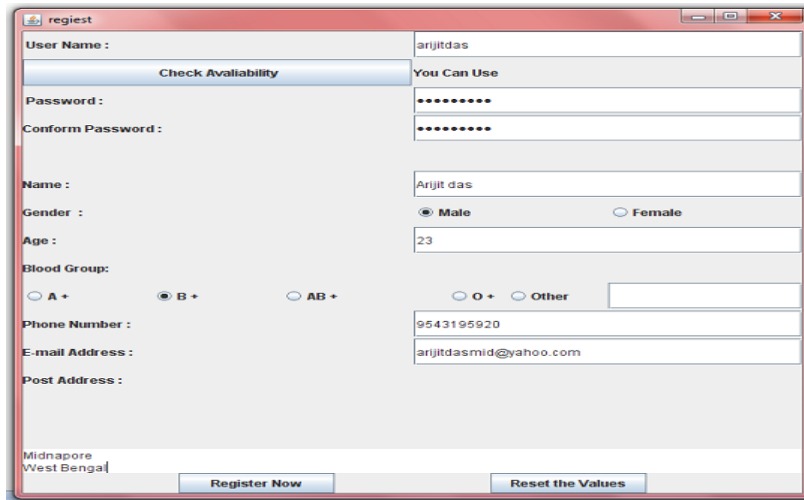 regiest
User Name : arijitdas
Check Avaliability You Can Use
Password : •••••••••
Conform Password : •••••••••
Name : Arijit das
Gender : Male Female
Age : 23
Blood Group:
A + B + AB + O + Other
Phone Number : 9543195920
E-mail Address : arijitdasmid@yahoo.com
Post Address :
Midnapore
West Bengal
Register Now Reset the Values